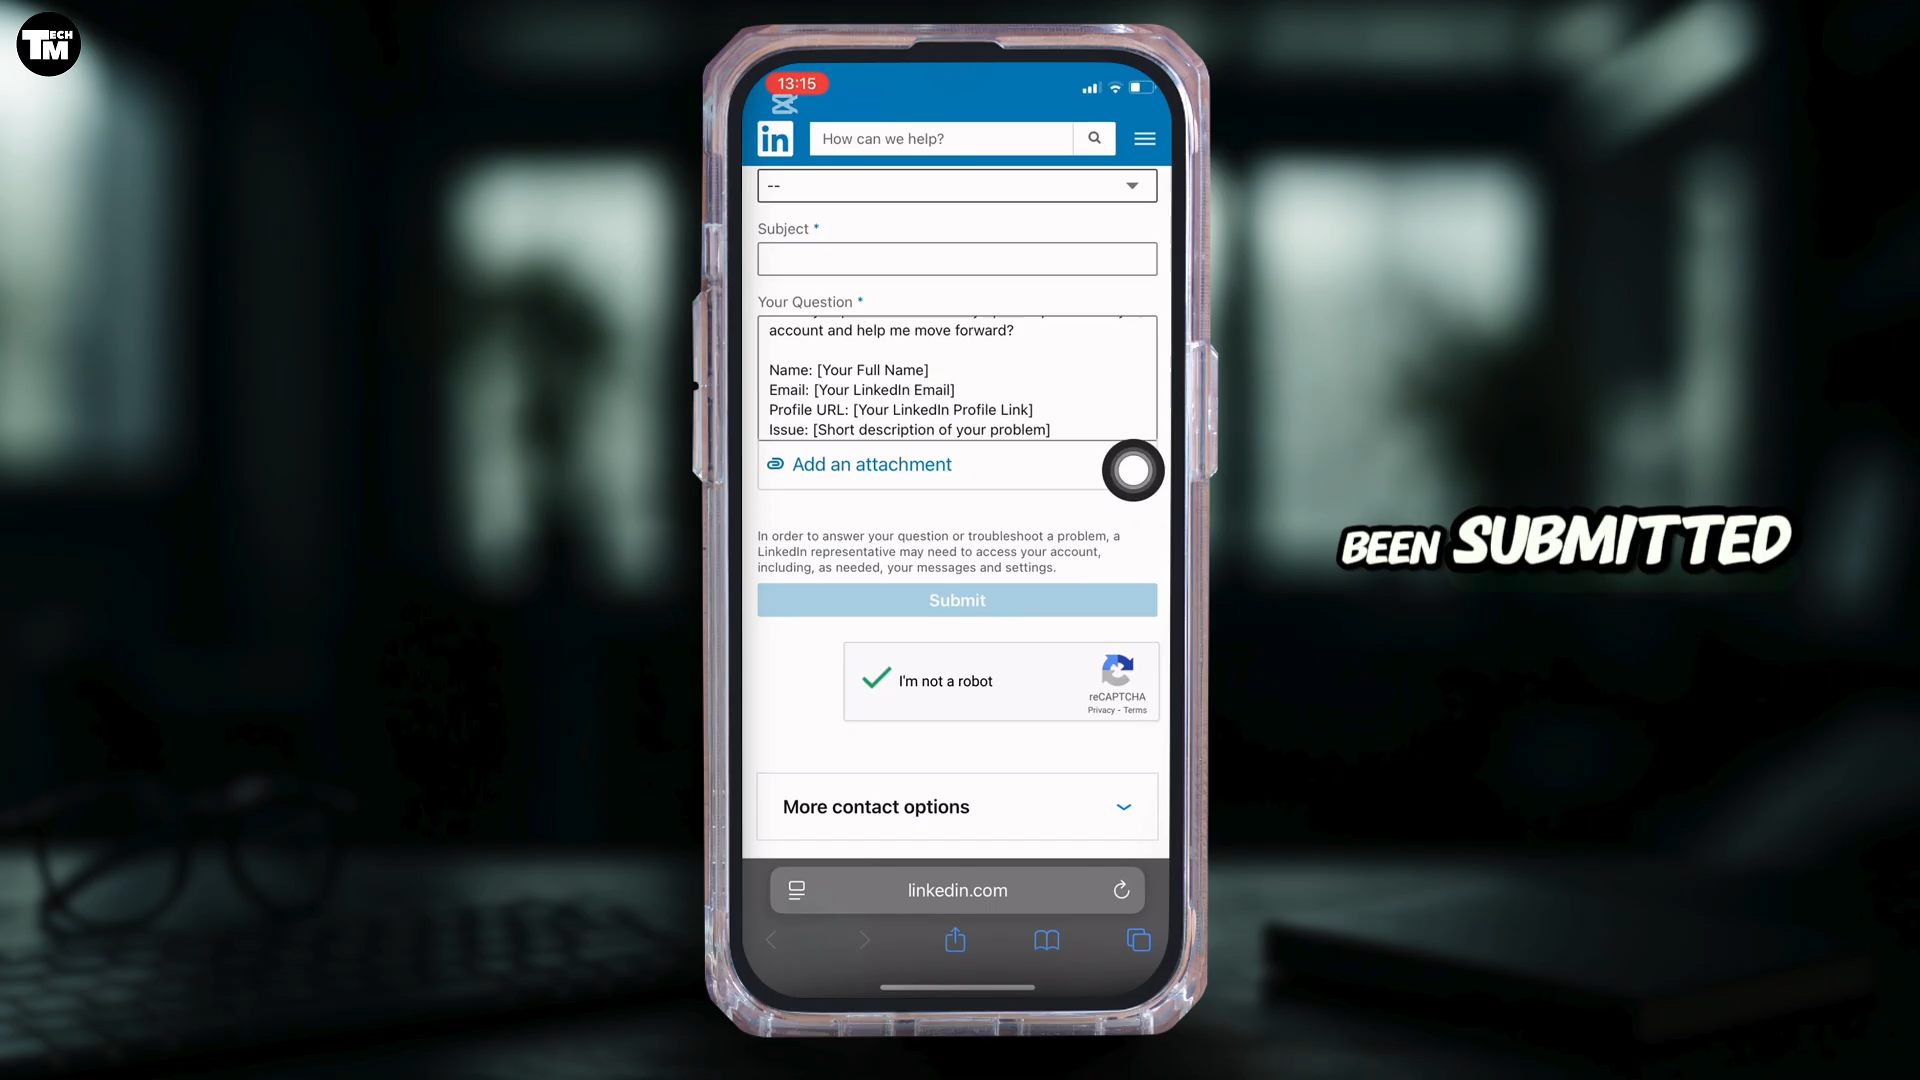 TECH
TM
13:15
in
How can we help?
--
Subject *
Your Question *
account and help me move forward?
Name: [Your Full Name]
Email: [Your LinkedIn Email]
Profile URL: [Your LinkedIn Profile Link]
Issue: [Short description of your problem]
Add an attachment
In order to answer your question or troubleshoot a problem, a
LinkedIn representative may need to access your account,
including, as needed, your messages and settings.
Submit
I'm not a robot
reCAPTCHA
Privacy - Terms
More contact options
linkedin.com
BEEN SUBMITTED